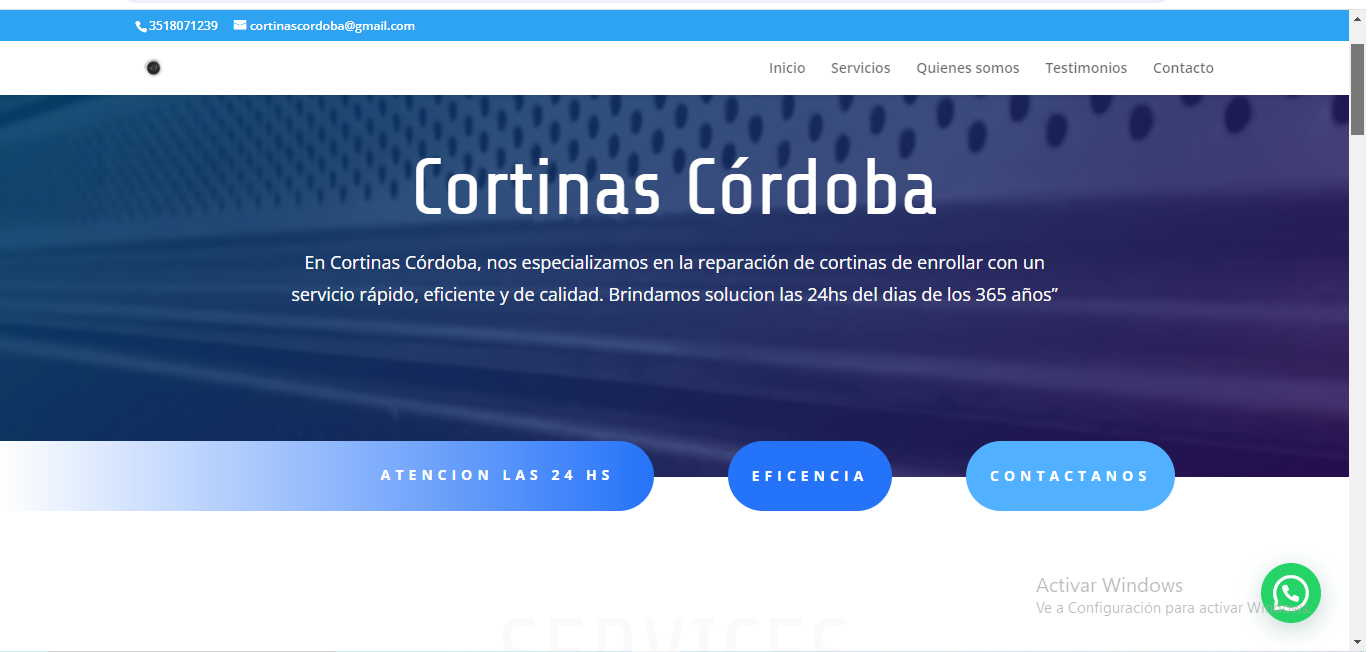 3518071239 cortinascordoba@gmail.com
Inicio Servicios Quienes somos Testimonios Contacto
Cortinas Córdoba
En Cortinas Córdoba, nos especializamos en la reparación de cortinas de enrollar con un
servicio rápido, eficiente y de calidad. Brindamos solucion las 24hs del dias de los 365 años”
ATENCION LAS 24 HS EFICENCIA CONTACTANOS
Activar Windows
Ve a Configuración para activar Windows.
SERVICES